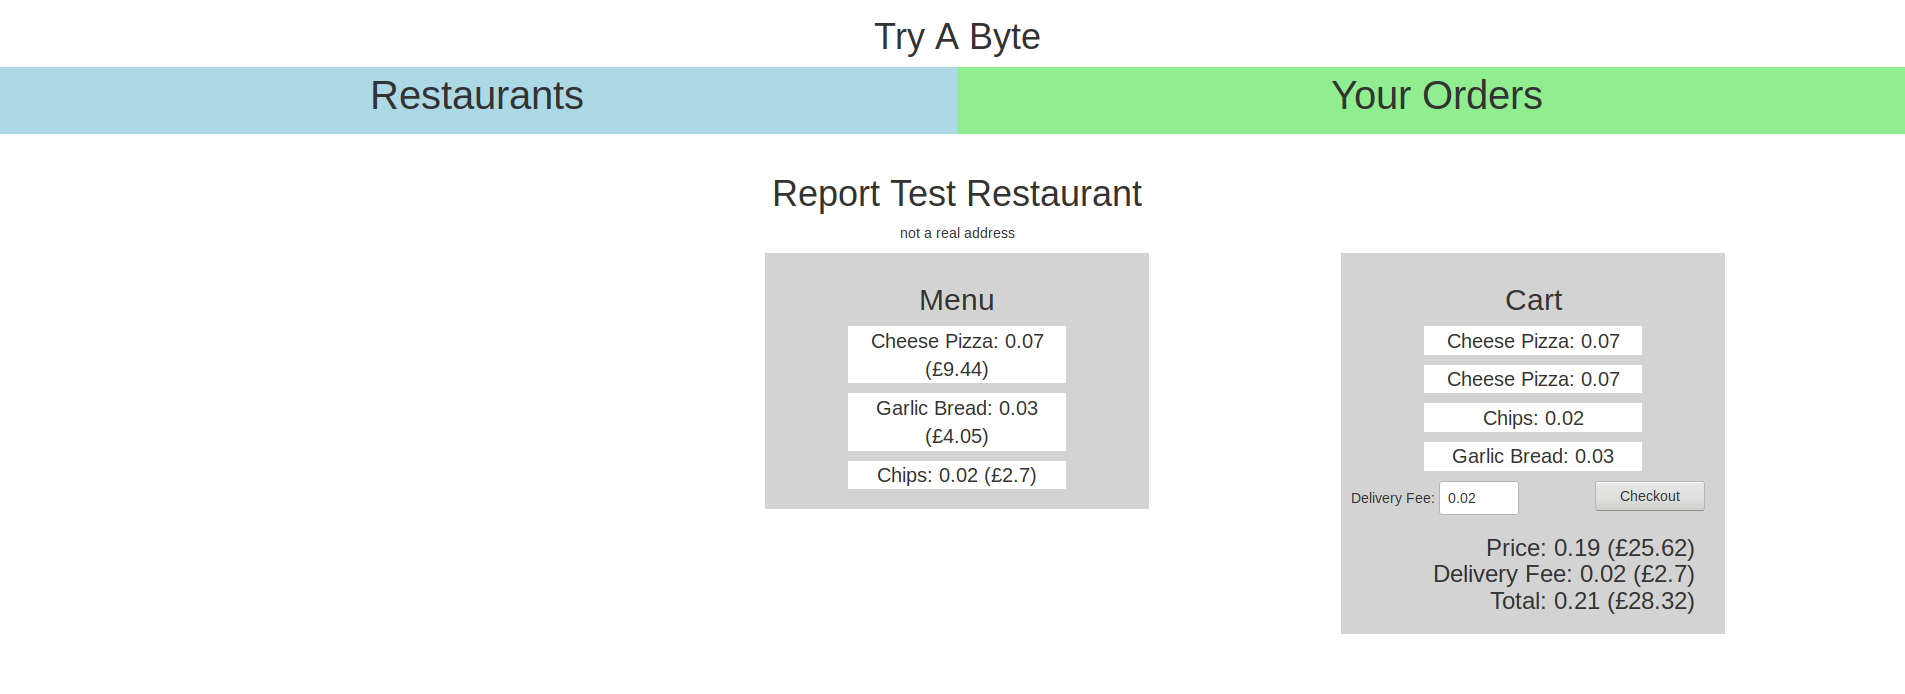 Try A Byte
Restaurants
Your Orders
Report Test Restaurant
not a real address
Menu
Cheese Pizza: 0.07
(£9.44)
Garlic Bread: 0.03
(£4.05)
Chips: 0.02 (£2.7)
Cart
Cheese Pizza: 0.07
Cheese Pizza: 0.07
Chips: 0.02
Garlic Bread: 0.03
Delivery Fee: 0.02 Checkout
Price: 0.19 (£25.62)
Delivery Fee: 0.02 (£2.7)
Total: 0.21 (£28.32)